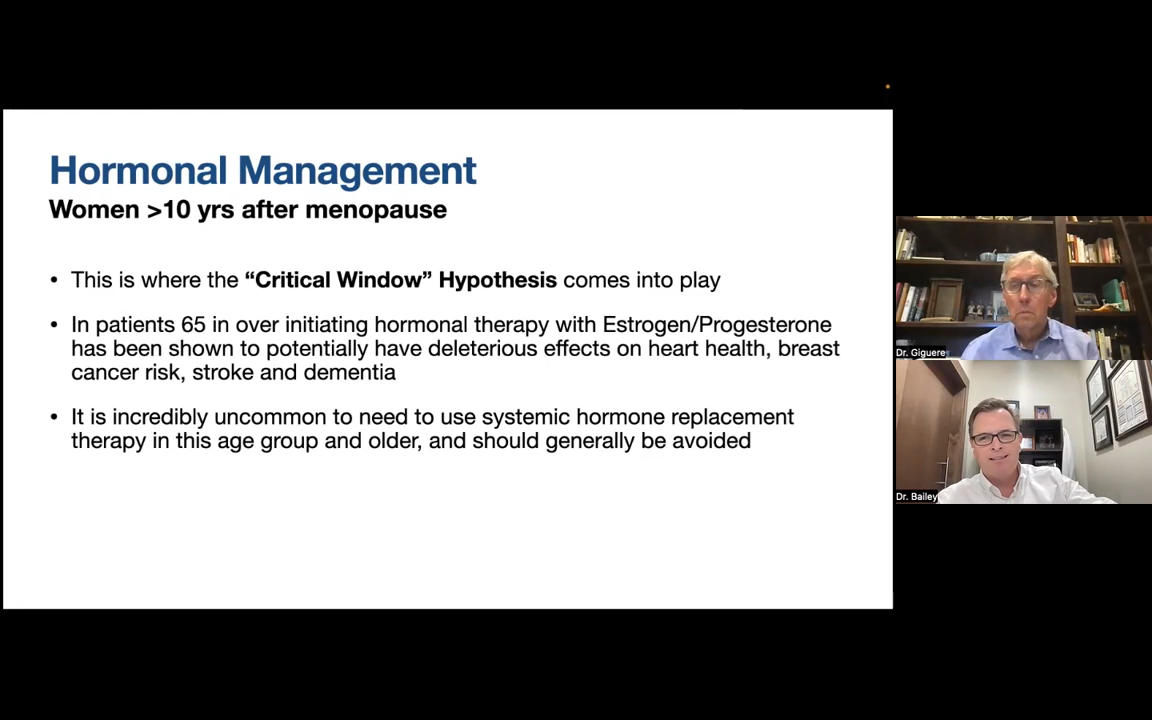 Hormonal Management
Women >10 yrs after menopause
• This is where the “Critical Window” Hypothesis comes into play
• In patients 65 in over initiating hormonal therapy with Estrogen/Progesterone
has been shown to potentially have deleterious effects on heart health, breast
cancer risk, stroke and dementia
• It is incredibly uncommon to need to use systemic hormone replacement
therapy in this age group and older, and should generally be avoided
Dr. Giguere
Dr. Bailey